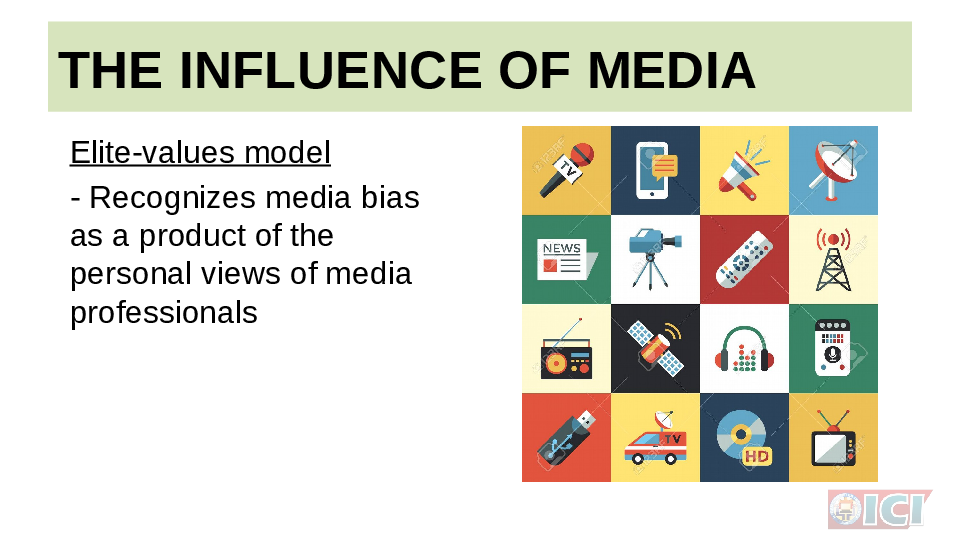 THE INFLUENCE OF MEDIA
Elite-values model
- Recognizes media bias
as a product of the
personal views of media
professionals
TV
NEWS
TV
HD
ICI